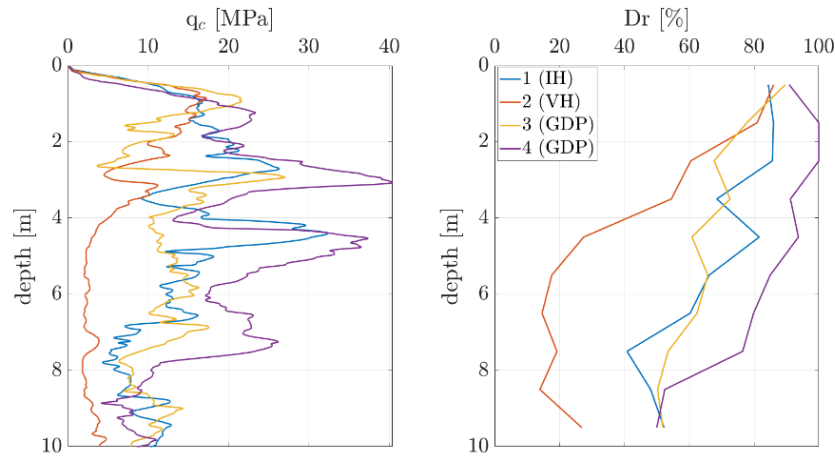 q_c [MPa]
0 10 20 30 40
0
2
4
6
8
10
depth [m]
Dr [%]
0 20 40 60 80 100
0
2
4
6
8
10
depth [m]
1 (IH)
2 (VH)
3 (GDP)
4 (GDP)